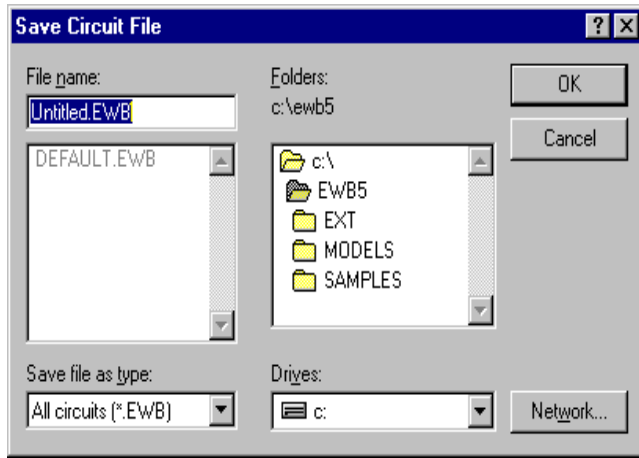 Save Circuit File
File name:
Untitled.EWB
DEFAULT.EWB
Save file as type:
All circuits (*.EWB)
Folders:
c:\ewb5
c:\
EWB5
EXT
MODELS
SAMPLES
Drives:
c:
OK
Cancel
Network...